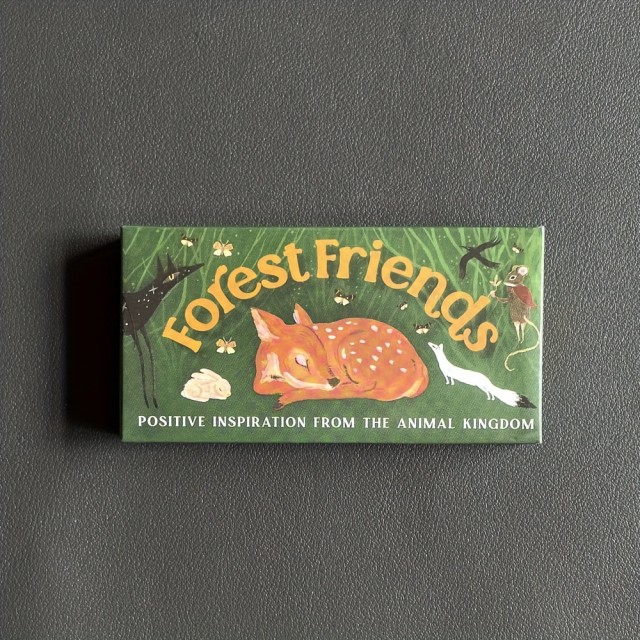 Forest Friends
POSITIVE INSPIRATION FROM THE ANIMAL KINGDOM